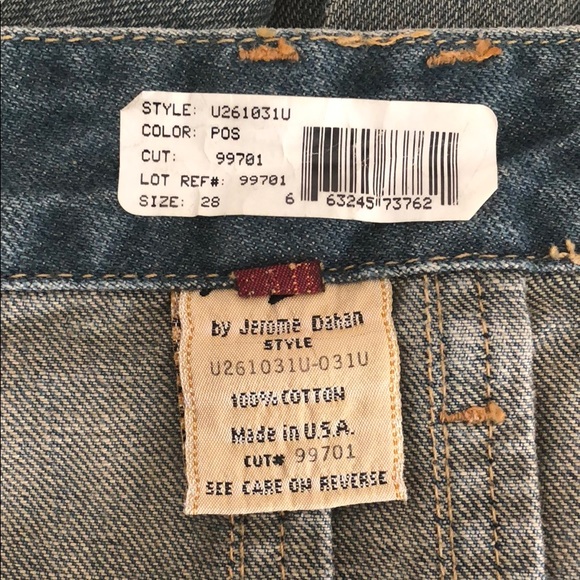 STYLE: U261031U
COLOR: POS
CUT: 99701
LOT REF#: 99701
SIZE: 28
6 63245 73762
by Jerome Dahan
STYLE
U261031U-031U
100% COTTON
Made in U.S.A.
CUT# 99701
SEE CARE ON REVERSE